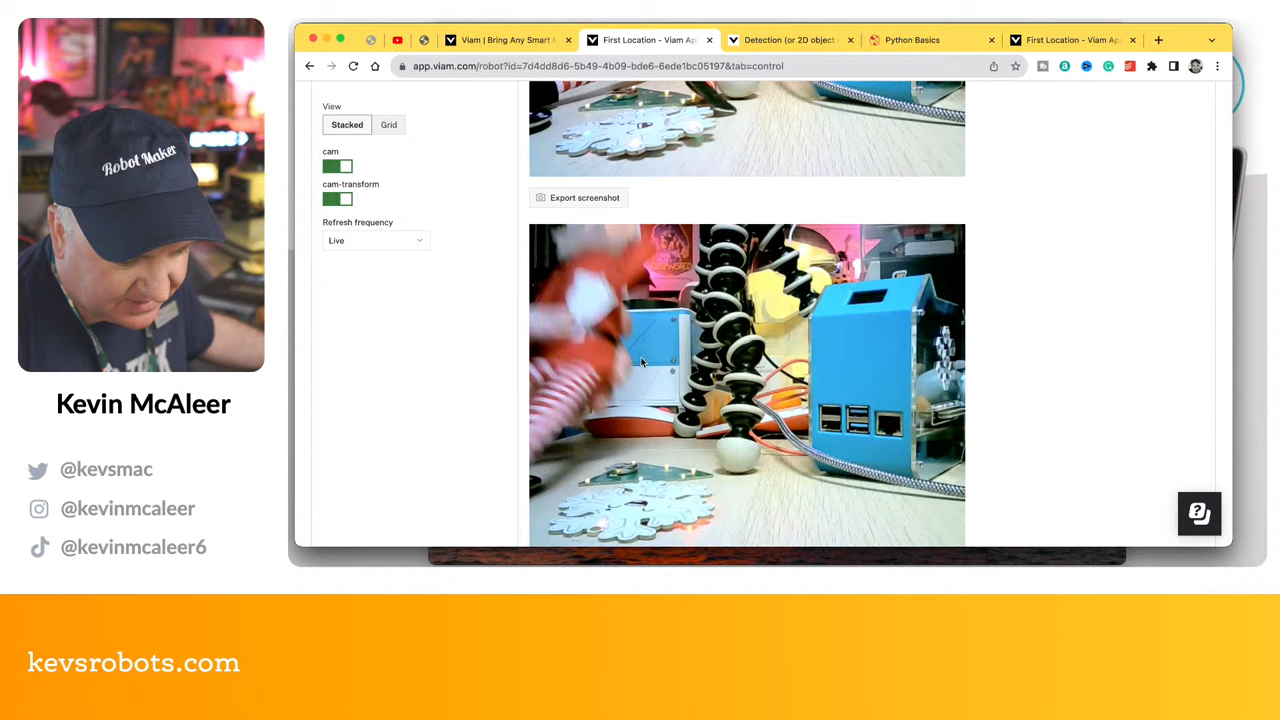 Robot Maker
Kevin McAleer
@kevsmac
@kevinmcaleer
@kevinmcaleer6
kevsrobots.com
Viam | Bring Any Smart M
First Location - Viam Ap
Detection (or 2D object
Python Basics
First Location - Viam Ap
app.viam.com/robot?id=7d4dd8d6-5b49-4b09-bde6-6ede1bc05197&tab=control
View
Stacked
Grid
cam
cam-transform
Refresh frequency
Live
Export screenshot